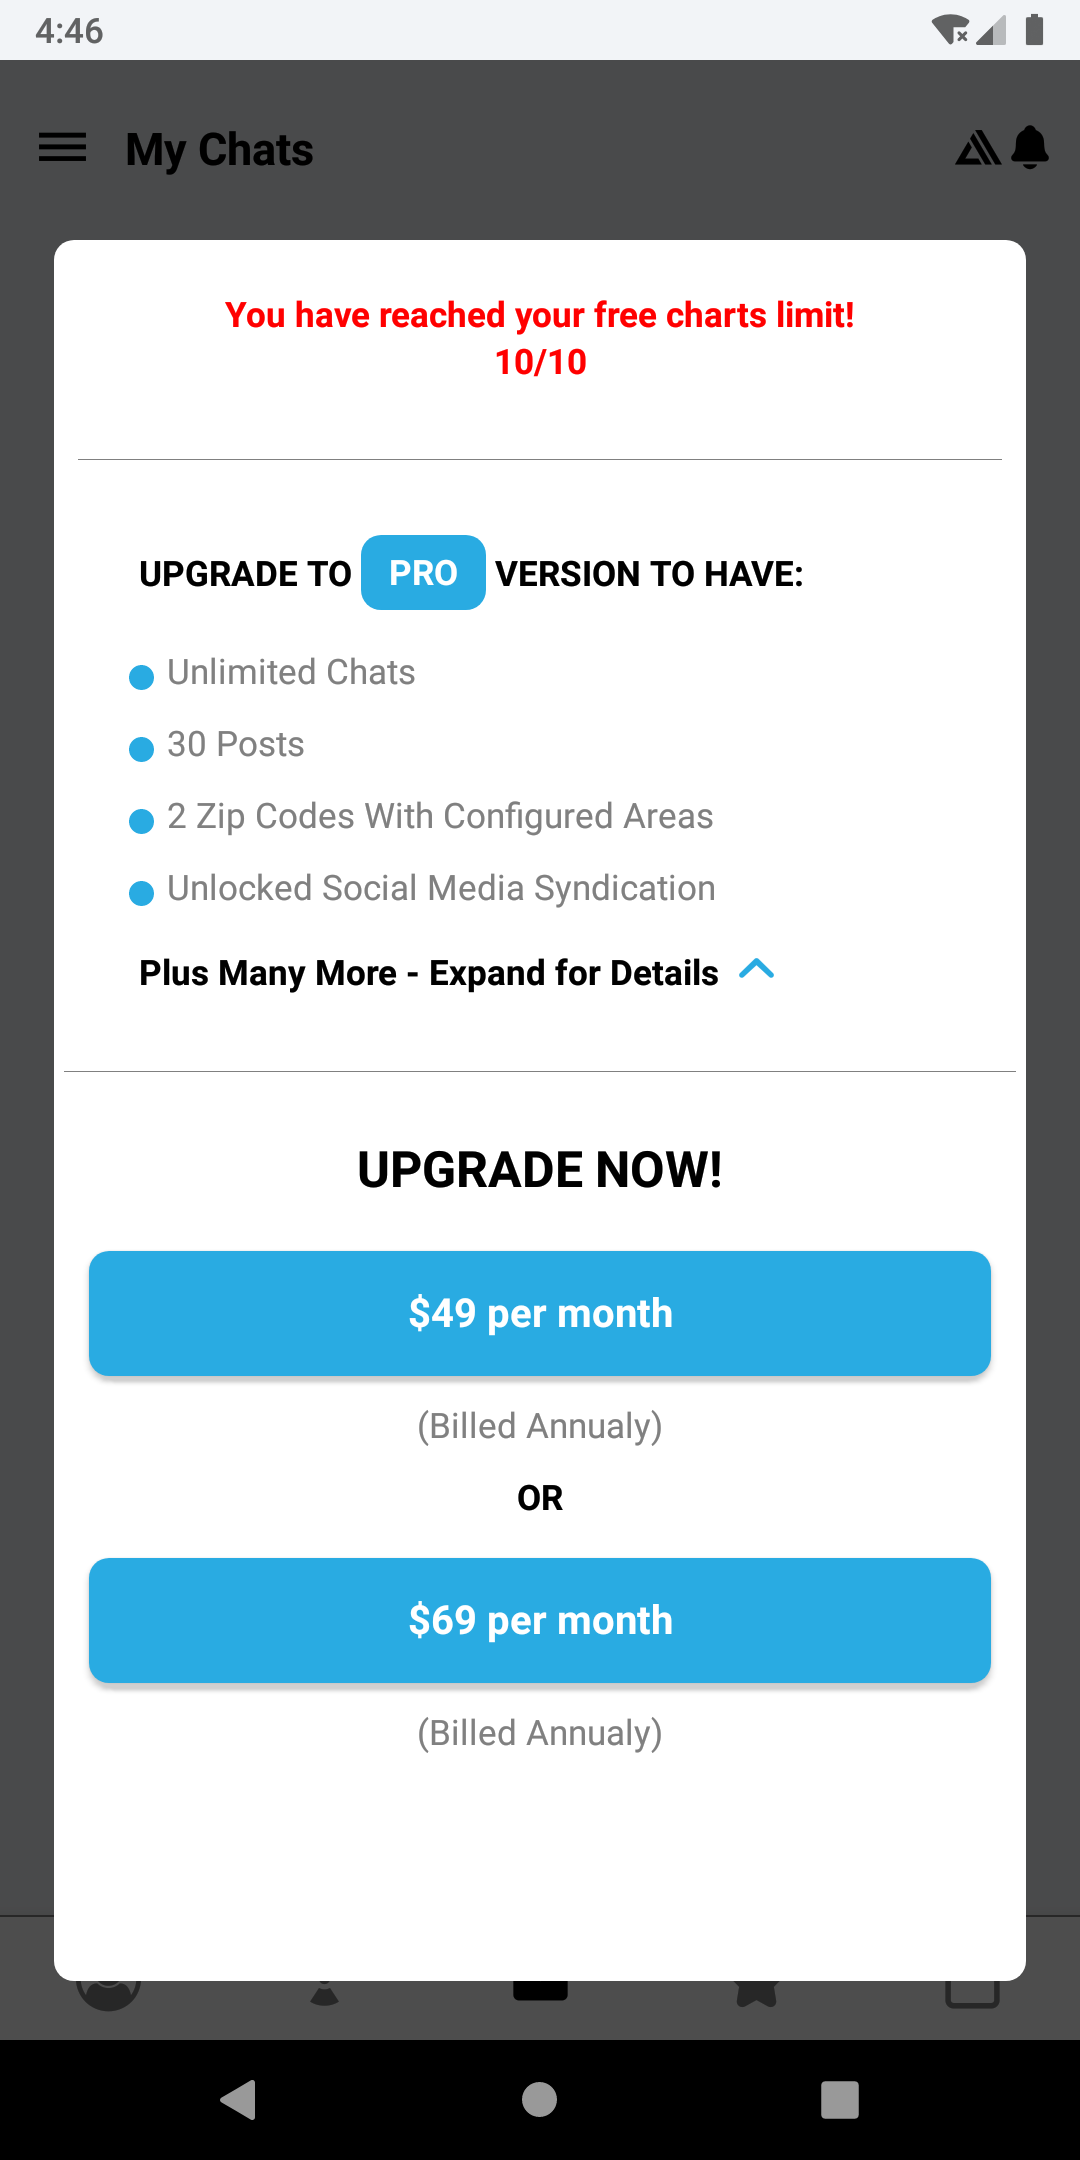 4:46
My Chats
You have reached your free charts limit!
10/10
UPGRADE TO PRO VERSION TO HAVE:
Unlimited Chats
30 Posts
2 Zip Codes With Configured Areas
Unlocked Social Media Syndication
Plus Many More - Expand for Details
UPGRADE NOW!
$49 per month
(Billed Annualy)
OR
$69 per month
(Billed Annualy)